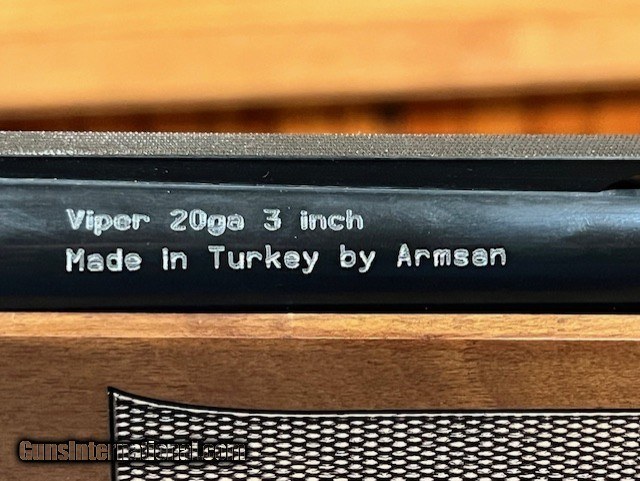 Viper 20ga 3 inch
Made in Turkey by Armsan
GunsInternational.com